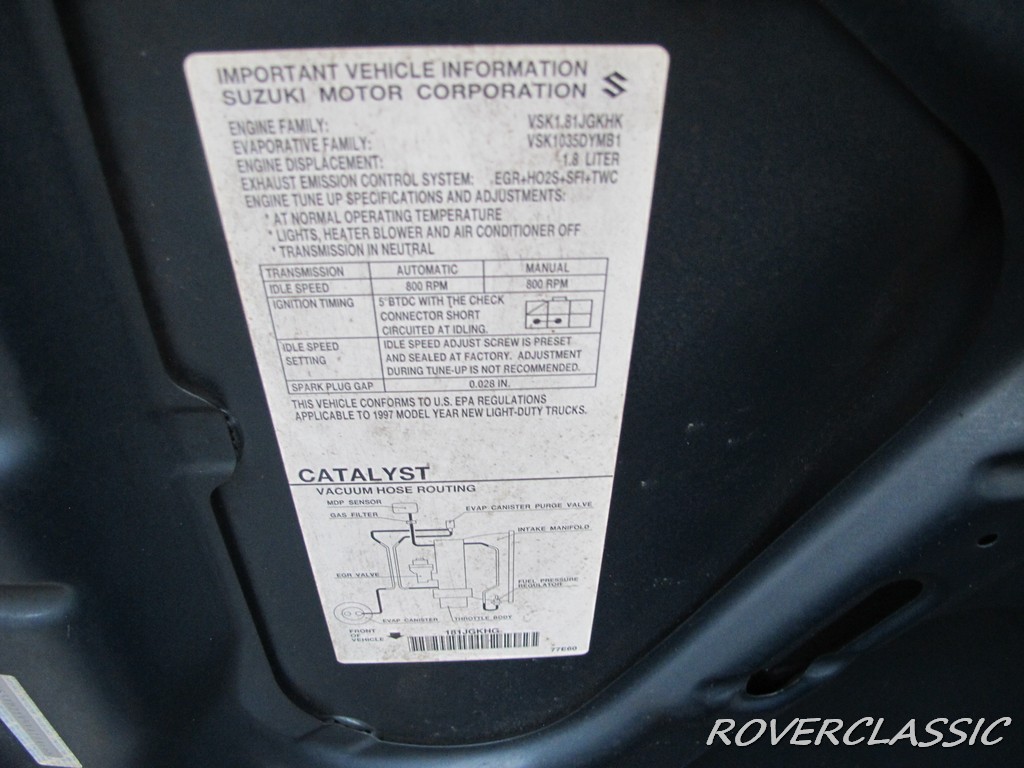 IMPORTANT VEHICLE INFORMATION
SUZUKI MOTOR CORPORATION
ENGINE FAMILY: VSK1.81JGKHK
EVAPORATIVE FAMILY: VSK1035DYMB1
ENGINE DISPLACEMENT: 1.8 LITER
EXHAUST EMISSION CONTROL SYSTEM: EGR+HO2S+SFI+TWC
ENGINE TUNE UP SPECIFICATIONS AND ADJUSTMENTS:
* AT NORMAL OPERATING TEMPERATURE
* LIGHTS, HEATER BLOWER AND AIR CONDITIONER OFF
* TRANSMISSION IN NEUTRAL
TRANSMISSION AUTOMATIC MANUAL
IDLE SPEED 800 RPM 800 RPM
IGNITION TIMING 5°BTDC WITH THE CHECK
CONNECTOR SHORT
CIRCUITED AT IDLING.
IDLE SPEED SETTING IDLE SPEED ADJUST SCREW IS PRESET
AND SEALED AT FACTORY. ADJUSTMENT
DURING TUNE-UP IS NOT RECOMMENDED.
SPARK PLUG GAP 0.028 IN.
THIS VEHICLE CONFORMS TO U.S. EPA REGULATIONS
APPLICABLE TO 1997 MODEL YEAR NEW LIGHT-DUTY TRUCKS.
CATALYST
VACUUM HOSE ROUTING
MDP SENSOR
GAS FILTER
EVAP CANISTER PURGE VALVE
INTAKE MANIFOLD
EGR VALVE
FUEL PRESSURE
REGULATOR
EVAP CANISTER
THROTTLE BODY
FRONT
OF
VEHICLE
181JGKHG
77E60
ROVERCLASSIC